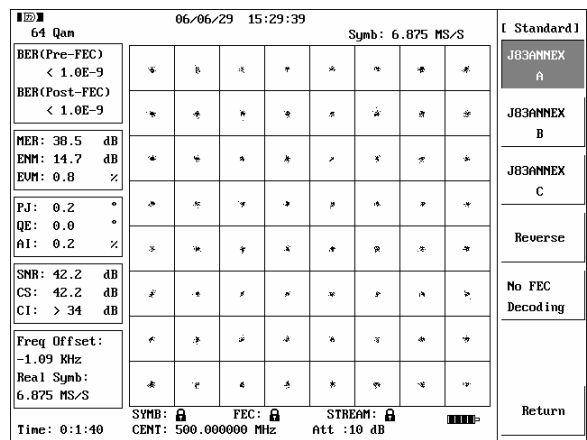 06/06/29 15:29:39
64 Qam
Symb: 6.875 MS/S
BER(Pre-FEC)
< 1.0E-9
BER(Post-FEC)
< 1.0E-9
MER: 38.5 dB
ENM: 14.7 dB
EVM: 0.8 %
PJ: 0.2 °
QE: 0.0 °
AI: 0.2 %
SNR: 42.2 dB
CS: 42.2 dB
CI: > 34 dB
Freq Offset:
-1.09 KHz
Real Symb:
6.875 MS/S
Time: 0:1:40
SYMB: FEC: STREAM:
CENT: 500.000000 MHz Att :10 dB
[ Standard]
J83ANNEX
A
J83ANNEX
B
J83ANNEX
C
Reverse
No FEC
Decoding
Return